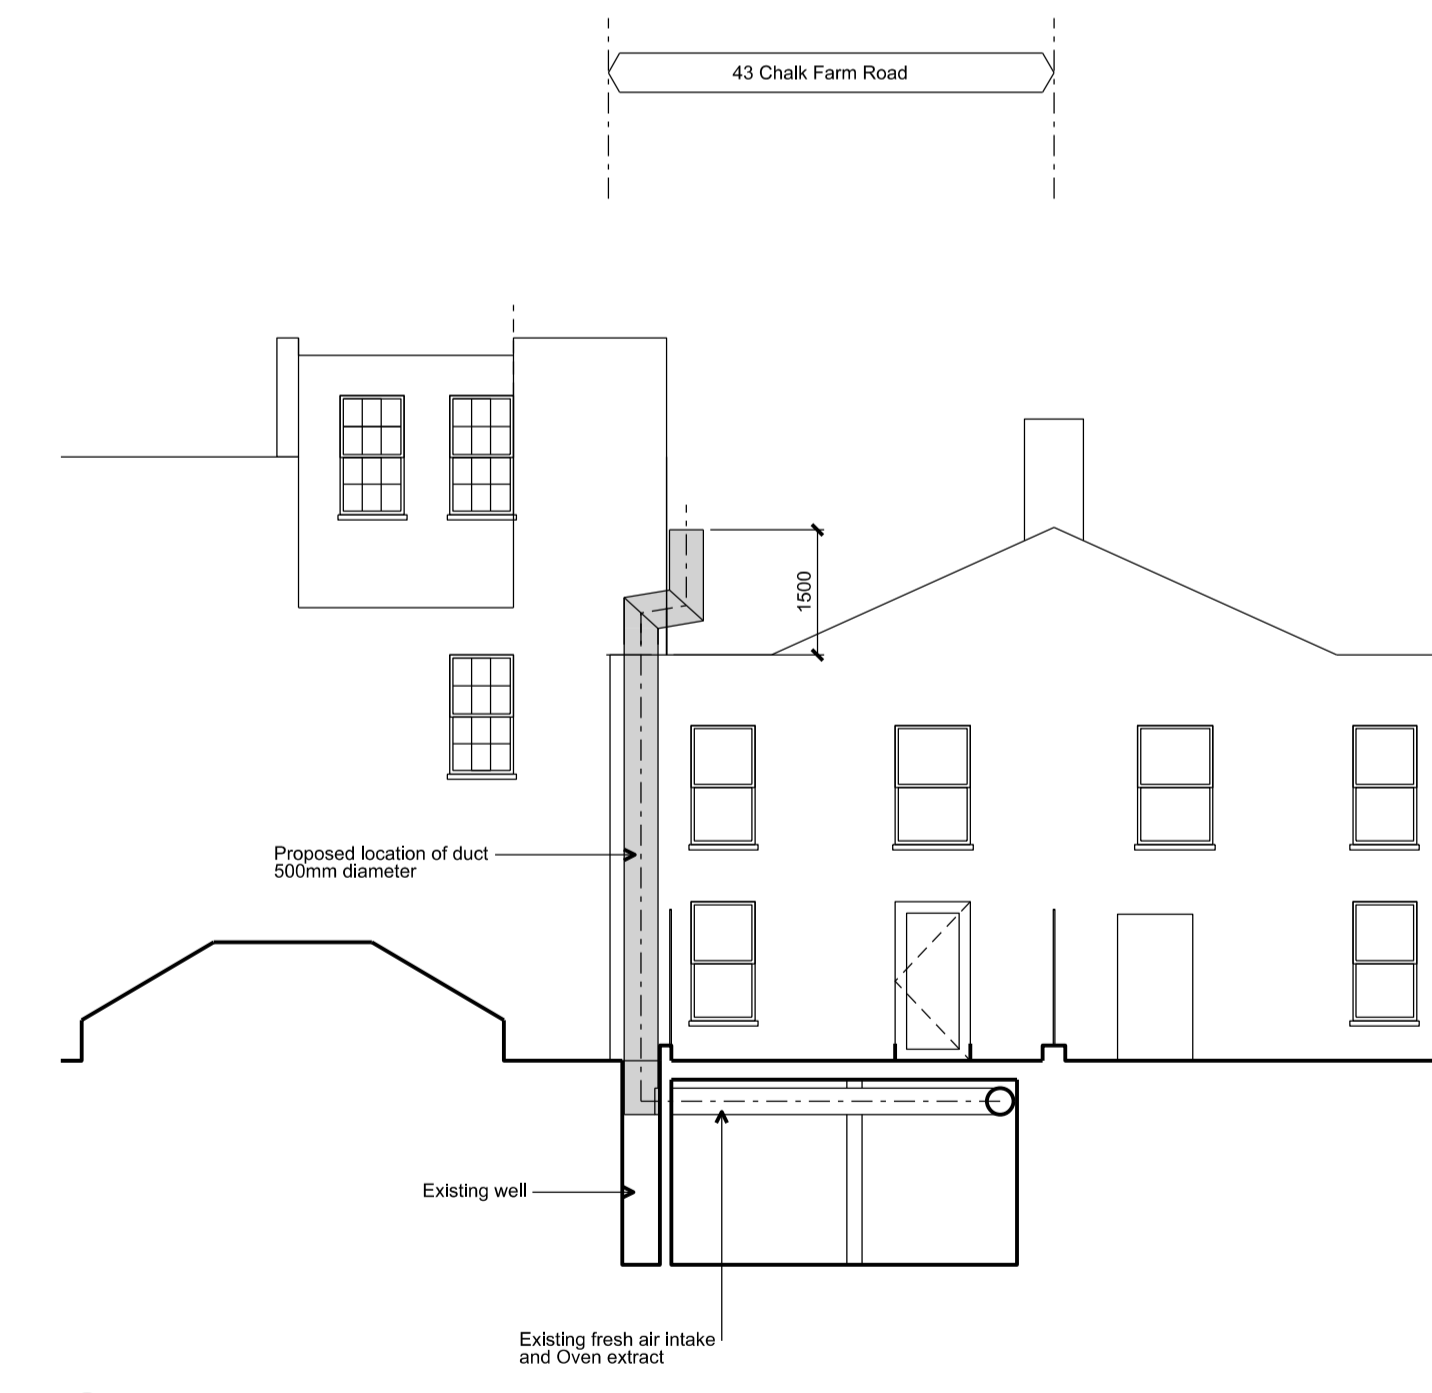 43 Chalk Farm Road
1500
Proposed location of duct
500mm diameter
Existing well
Existing fresh air intake
and Oven extract